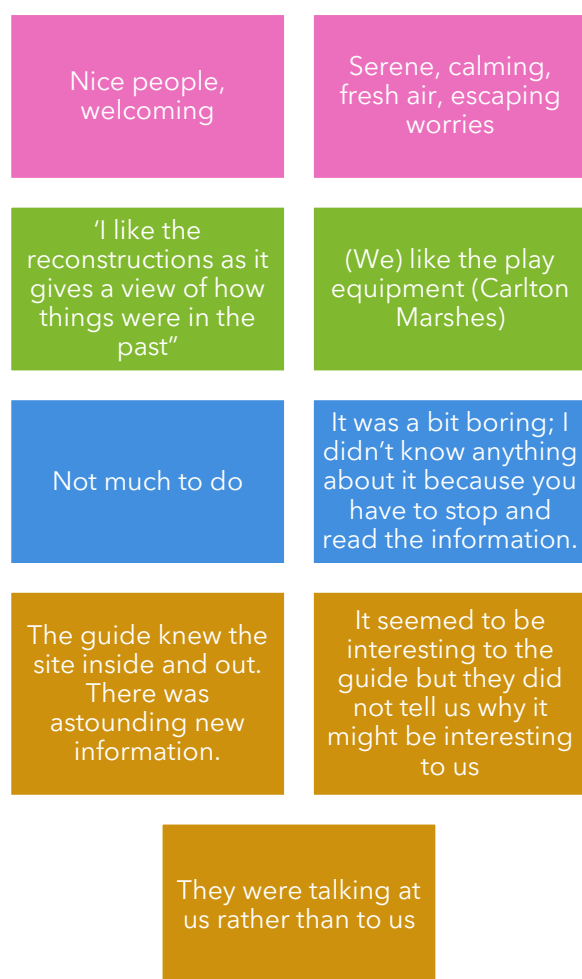 Nice people,
welcoming
Serene, calming,
fresh air, escaping
worries
‘I like the
reconstructions as it
gives a view of how
things were in the
past”
(We) like the play
equipment (Carlton
Marshes)
Not much to do
It was a bit boring; I
didn’t know anything
about it because you
have to stop and
read the information.
The guide knew the
site inside and out.
There was
astounding new
information.
It seemed to be
interesting to the
guide but they did
not tell us why it
might be interesting
to us
They were talking at
us rather than to us